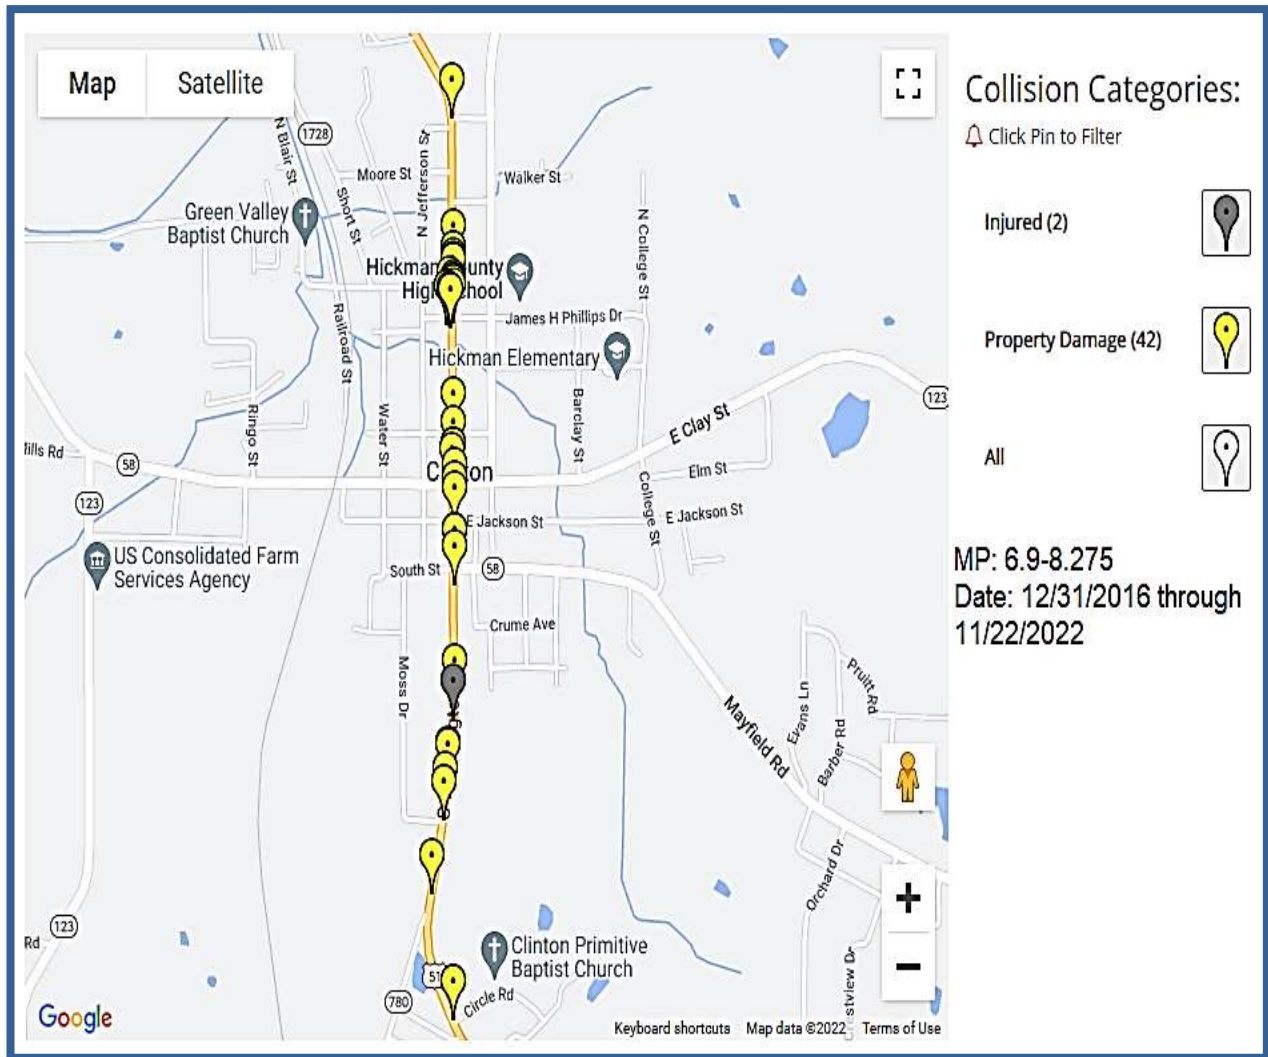 Map
Satellite
Collision Categories:
Click Pin to Filter
Injured (2)
Property Damage (42)
All
MP: 6.9-8.275
Date: 12/31/2016 through
11/22/2022
N Blair St
1728
Moore St
N Jefferson St
Walker St
Short St
Green Valley
Baptist Church
N College St
Hickman County
High School
James H Phillips Dr
Railroad St
Hickman Elementary
123
Ringo St
Water St
Barclay St
E Clay St
58
Elm St
123
College St
E Jackson St
E Jackson St
US Consolidated Farm
Services Agency
South St
58
Crume Ave
Moss Dr
Mayfield Rd
Evans Ln
Pruitt Rd
Barber Rd
Orchard Dr
123
Rd
Clinton Primitive
Baptist Church
51
780
Circle Rd
Google
Keyboard shortcuts
Map data ©2022
Terms of Use